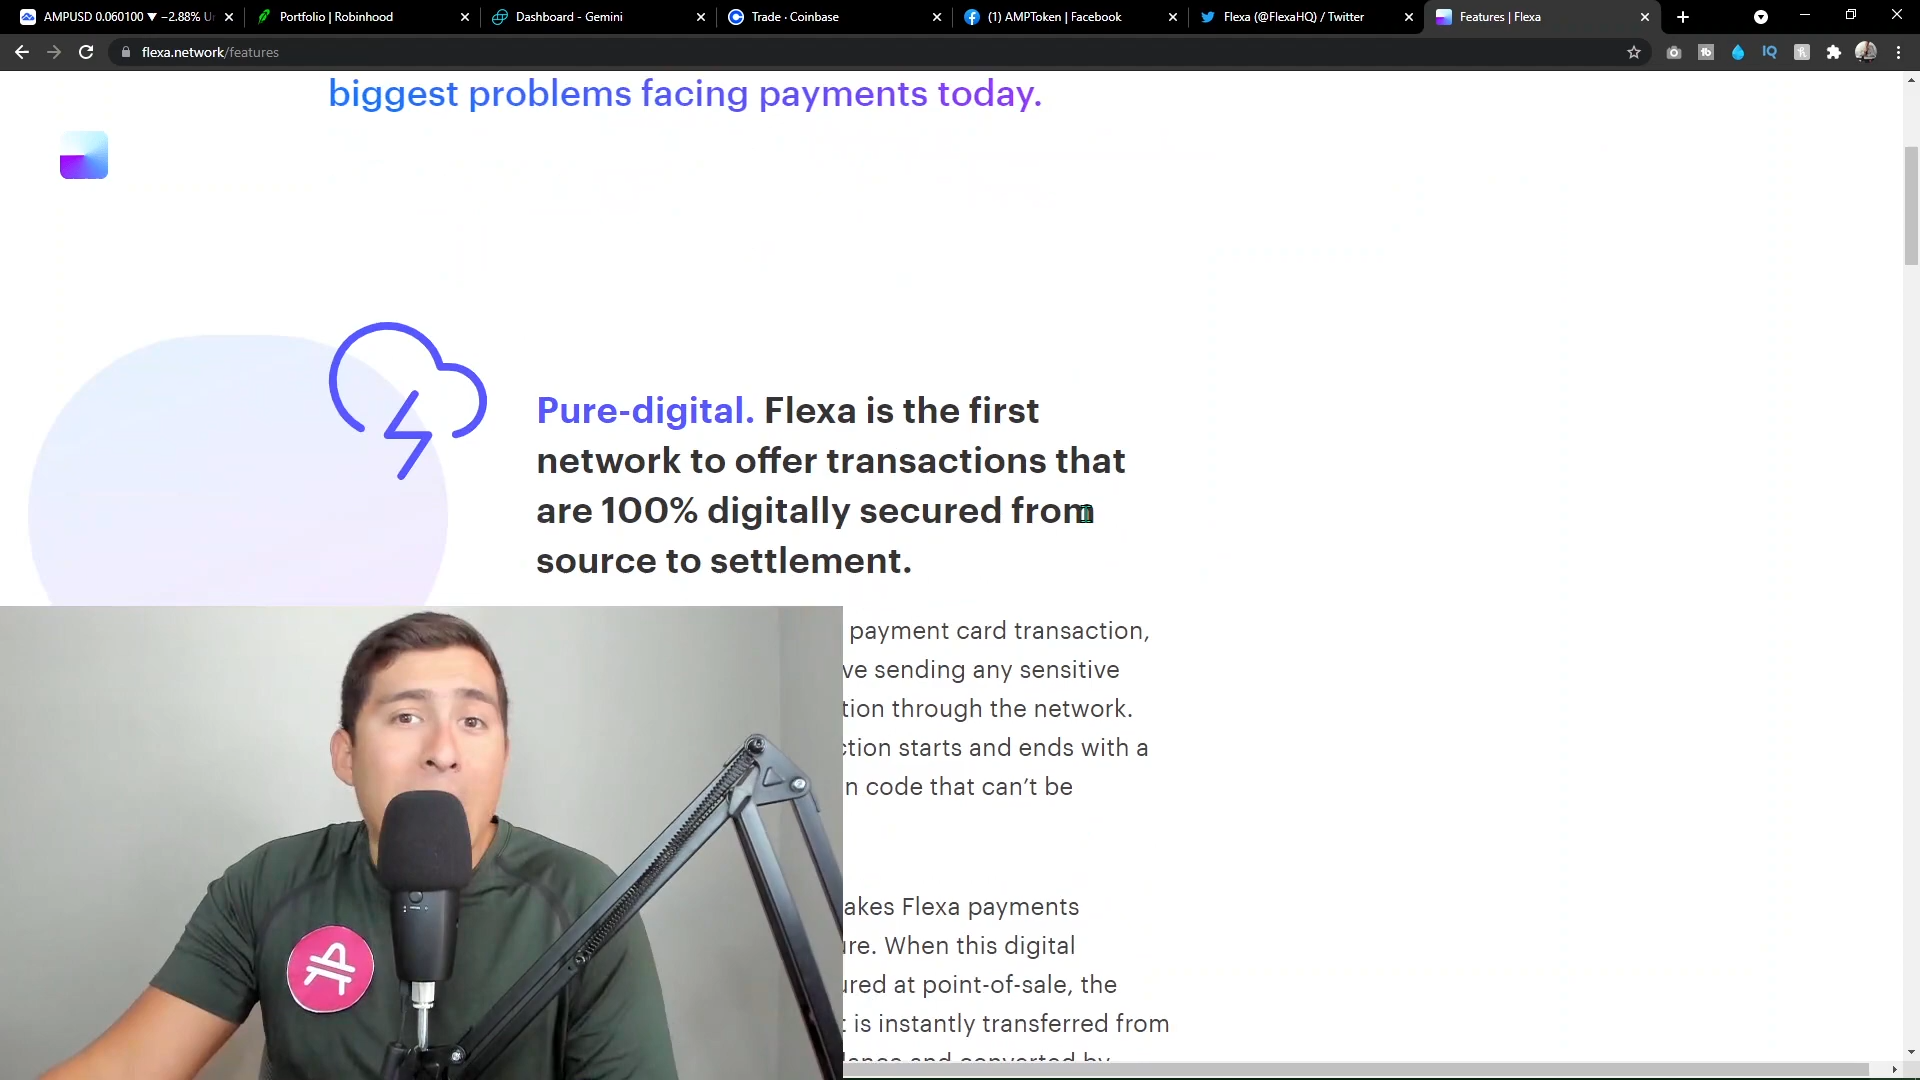 AMPUSD 0.060100 ▼ −2.88%
Portfolio | Robinhood
Dashboard - Gemini
Trade · Coinbase
(1) AMPToken | Facebook
Flexa (@FlexaHQ) / Twitter
Features | Flexa
flexa.network/features
biggest problems facing payments today.
Pure-digital. Flexa is the first
network to offer transactions that
are 100% digitally secured from
source to settlement.
payment card transaction,
ve sending any sensitive
tion through the network.
ction starts and ends with a
n code that can’t be
akes Flexa payments
ure. When this digital
ured at point-of-sale, the
t is instantly transferred from